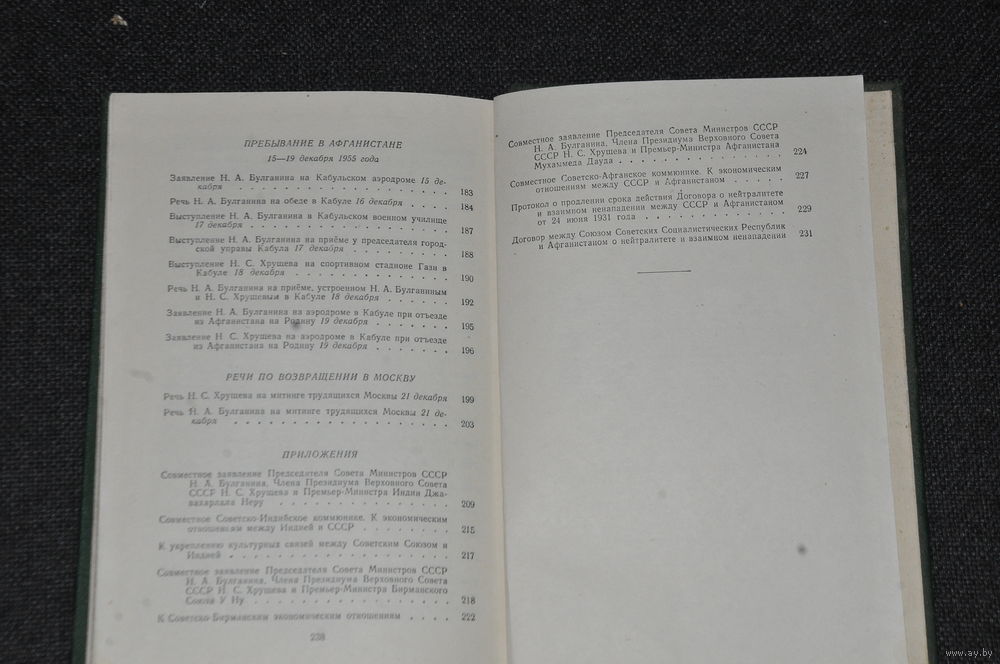 ПРЕБЫВАНИЕ В АФГАНИСТАНЕ
15—19 декабря 1955 года
Заявление Н. А. Булганина на Кабульском аэродроме 15 де-
кабря . . . . . . . . . . . . . . . . 183
Речь Н. А. Булганина на обеде в Кабуле 16 декабря . . . . 184
Выступление Н. А. Булганина в Кабульском военном училище
17 декабря . . . . . . . . . . . . . . 187
Выступление Н. А. Булганина на приёме у председателя город-
ской управы Кабула 17 декабря . . . . . . . 188
Выступление Н. С. Хрущева на спортивном стадионе Гази в
Кабуле 18 декабря . . . . . . . . . . . 190
Речь Н. А. Булганина на приёме, устроенном Н. А. Булганиным
и Н. С. Хрущевым в Кабуле 18 декабря . . . . . 192
Заявление Н. А. Булганина на аэродроме в Кабуле при отъезде
из Афганистана на Родину 19 декабря . . . . . . 195
Заявление Н. С. Хрущева на аэродроме в Кабуле при отъезде
из Афганистана на Родину 19 декабря . . . . . . 196
РЕЧИ ПО ВОЗВРАЩЕНИИ В МОСКВУ
Речь Н. С. Хрущева на митинге трудящихся Москвы 21 декабря 199
Речь Н. А. Булганина на митинге трудящихся Москвы 21 де-
кабря . . . . . . . . . . . . . . . . 203
ПРИЛОЖЕНИЯ
Совместное заявление Председателя Совета Министров СССР
Н. А. Булганина, Члена Президиума Верховного Совета
СССР Н. С. Хрущева и Премьер-Министра Индии Джа-
вахарлала Неру . . . . . . . . . . . . . 209
Совместное Советско-Индийское коммюнике. К экономическим
отношениям между Индией и СССР . . . . . . . 215
К укреплению культурных связей между Советским Союзом и
Индией . . . . . . . . . . . . . . . . 217
Совместное заявление Председателя Совета Министров СССР
Н. А. Булганина, Члена Президиума Верховного Совета
СССР Н. С. Хрущева и Премьер-Министра Бирманского
Союза У Ну . . . . . . . . . . . . . . 218
К Советско-Бирманским экономическим отношениям . . . . 222
238
Совместное заявление Председателя Совета Министров СССР
Н. А. Булганина, Члена Президиума Верховного Совета
СССР Н. С. Хрущева и Премьер-Министра Афганистана
Мухаммеда Дауда . . . . . . . . . . . . 224
Совместное Советско-Афганское коммюнике. К экономическим
отношениям между СССР и Афганистаном . . . . . 227
Протокол о продлении срока действия Договора о нейтралитете
и взаимном ненападении между СССР и Афганистаном
от 24 июня 1931 года . . . . . . . . . . . 229
Договор между Союзом Советских Социалистических Республик
и Афганистаном о нейтралитете и взаимном ненападении 231
www.ay.by